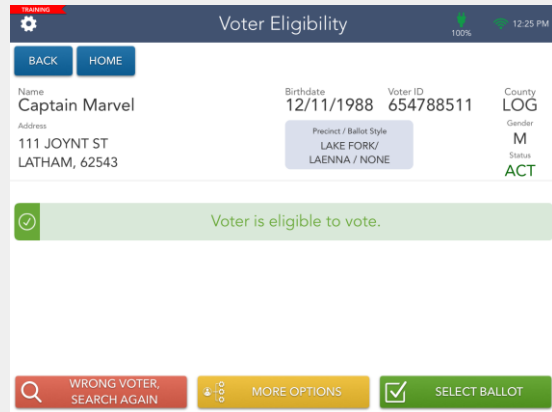 TRAINING
Voter Eligibility
100%
12:25 PM
BACK
HOME
Name
Captain Marvel
Birthdate
12/11/1988
Voter ID
654788511
County
LOG
Address
111 JOYNT ST
LATHAM, 62543
Precinct / Ballot Style
LAKE FORK/
LAENNA / NONE
Gender
M
Status
ACT
Voter is eligible to vote.
WRONG VOTER,
SEARCH AGAIN
MORE OPTIONS
SELECT BALLOT